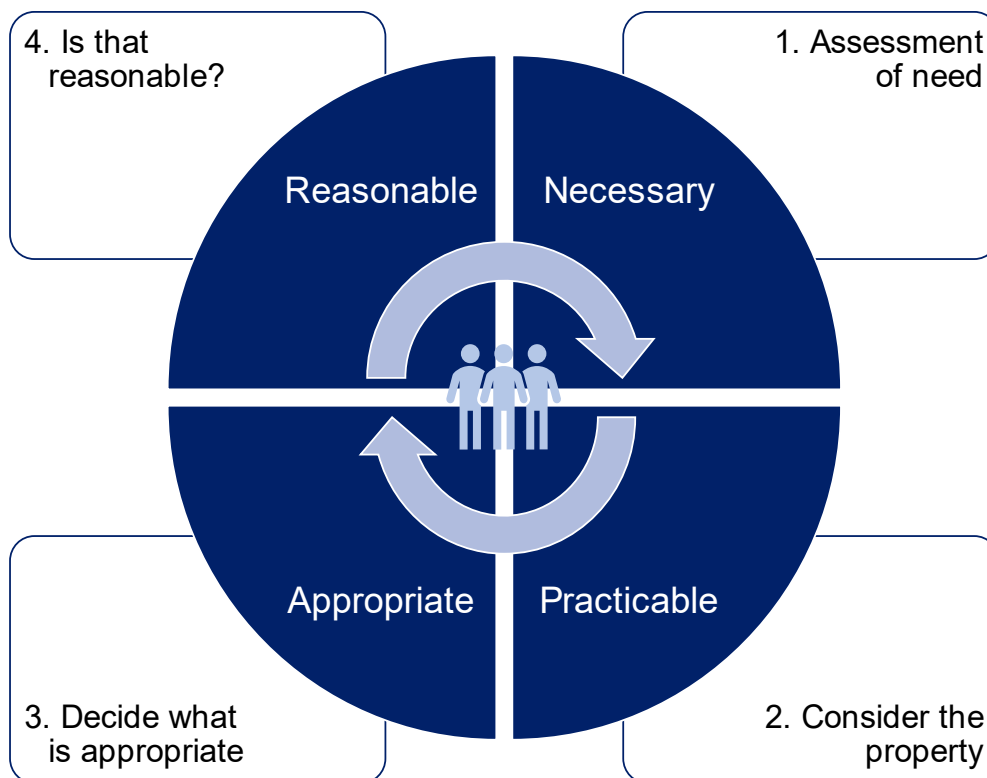 4. Is that
reasonable?
1. Assessment
of need
Reasonable
Necessary
Appropriate
Practicable
3. Decide what
is appropriate
2. Consider the
property